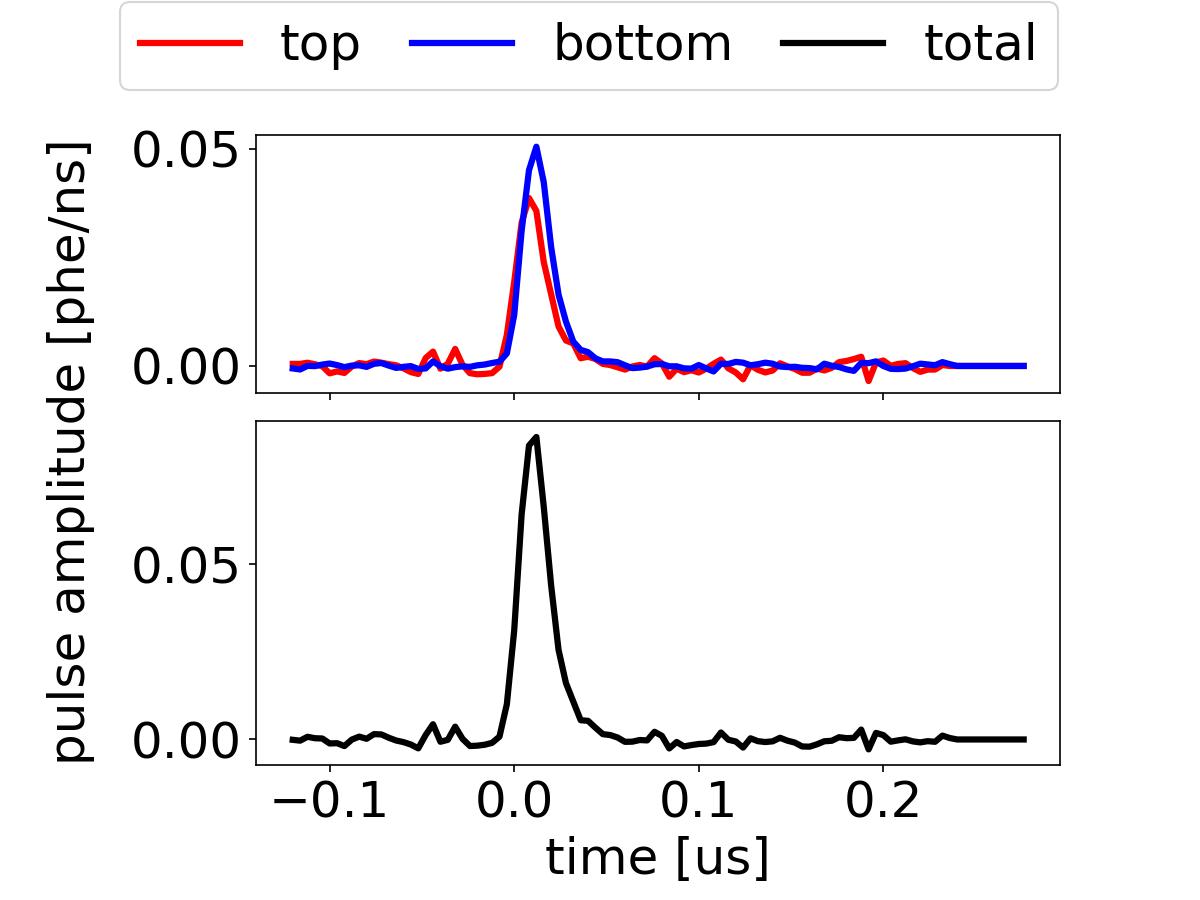 top bottom total
pulse amplitude [phe/ns]
0.05
0.00
0.05
0.00
−0.1 0.0 0.1 0.2
time [us]